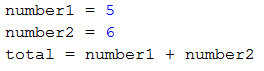 number1 = 5
number2 = 6
total = number1 + number2